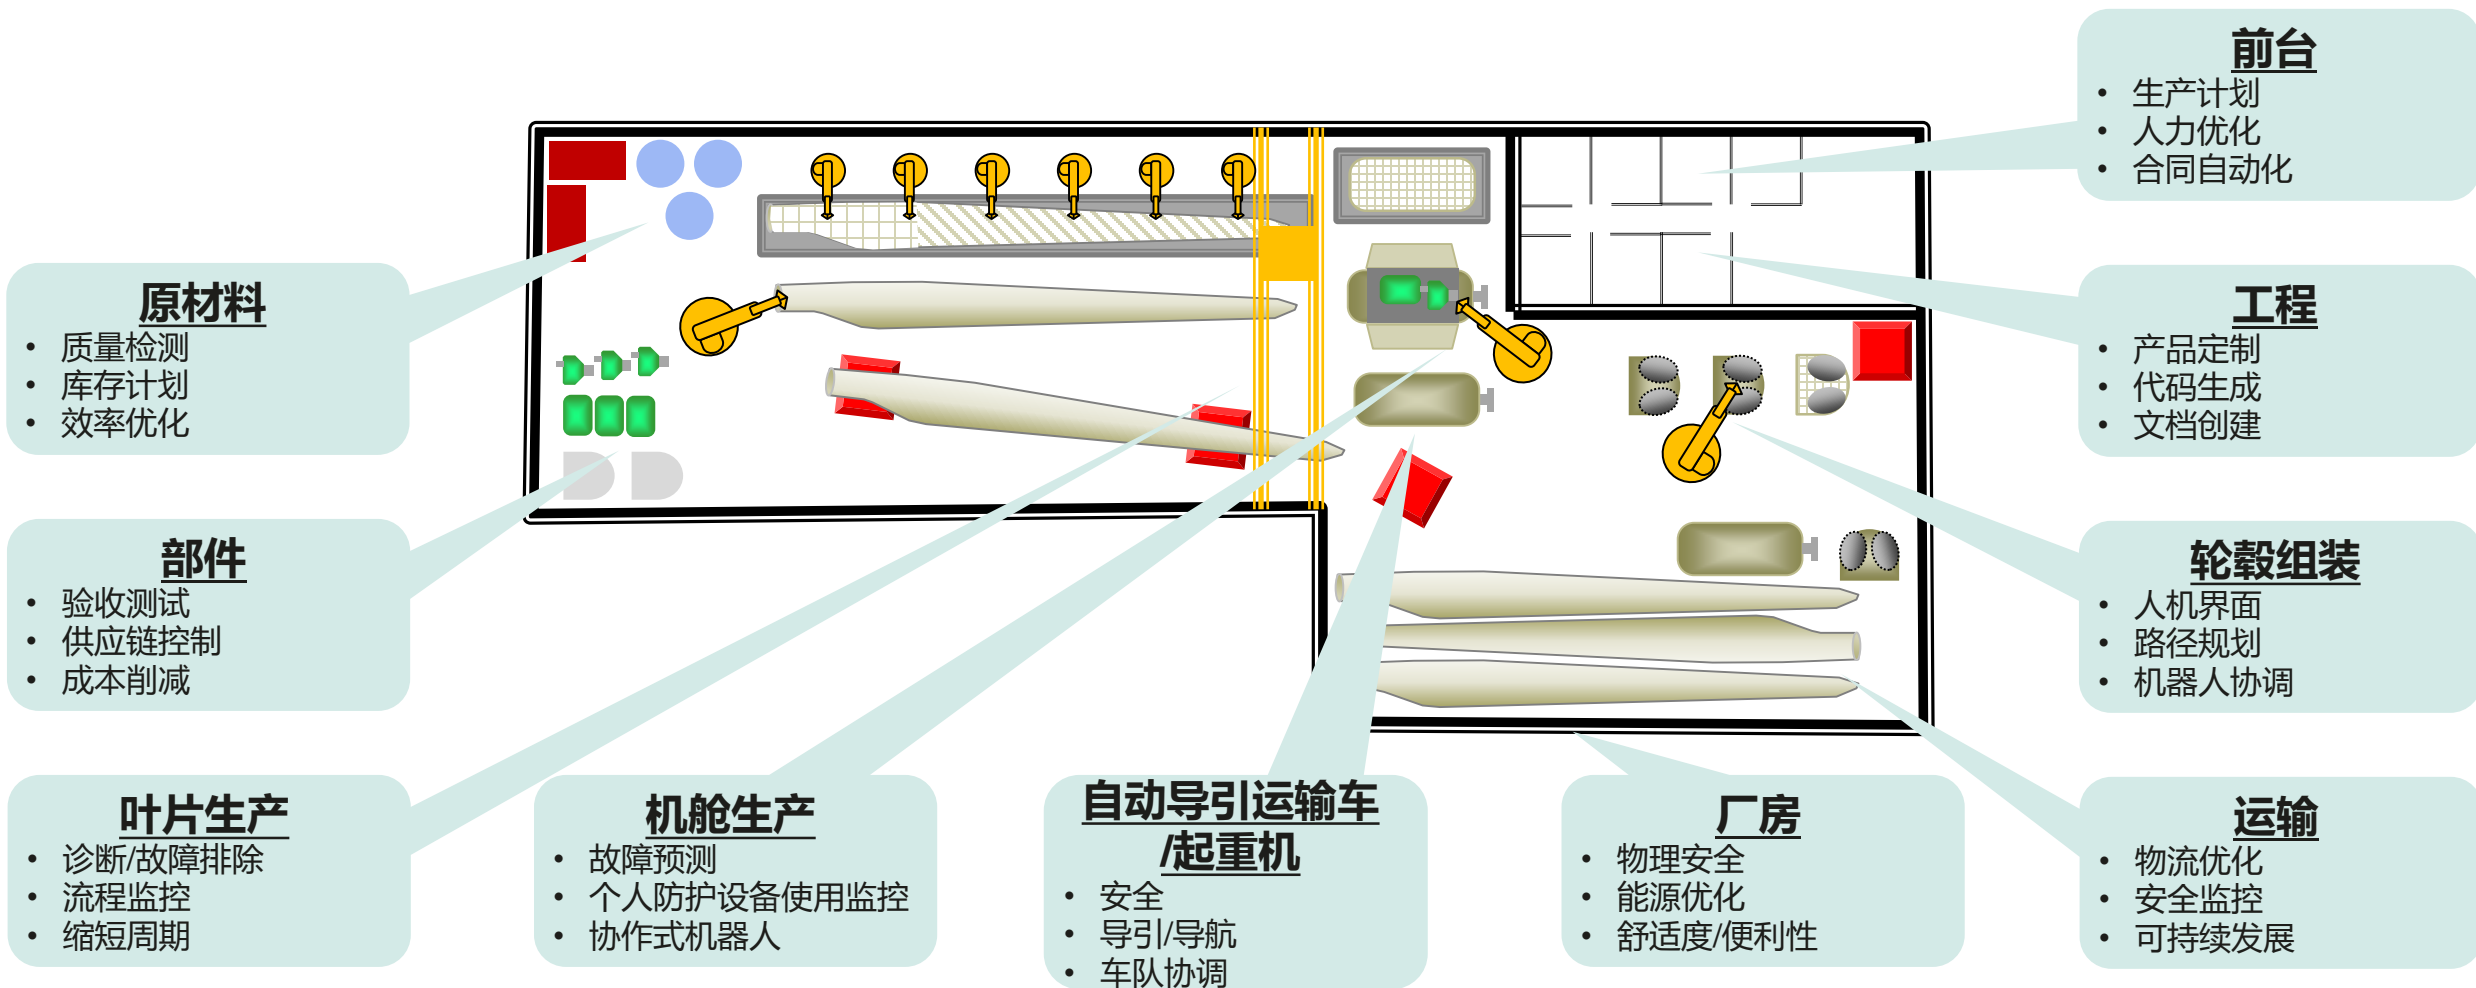 前台
• 生产计划
• 人力优化
• 合同自动化
原材料
• 质量检测
• 库存计划
• 效率优化
工程
• 产品定制
• 代码生成
• 文档创建
部件
• 验收测试
• 供应链控制
• 成本削减
轮毂组装
• 人机界面
• 路径规划
• 机器人协调
叶片生产
• 诊断/故障排除
• 流程监控
• 缩短周期
机舱生产
• 故障预测
• 个人防护设备使用监控
• 协作式机器人
自动导引运输车
/起重机
• 安全
• 导引/导航
• 车队协调
厂房
• 物理安全
• 能源优化
• 舒适度/便利性
运输
• 物流优化
• 安全监控
• 可持续发展